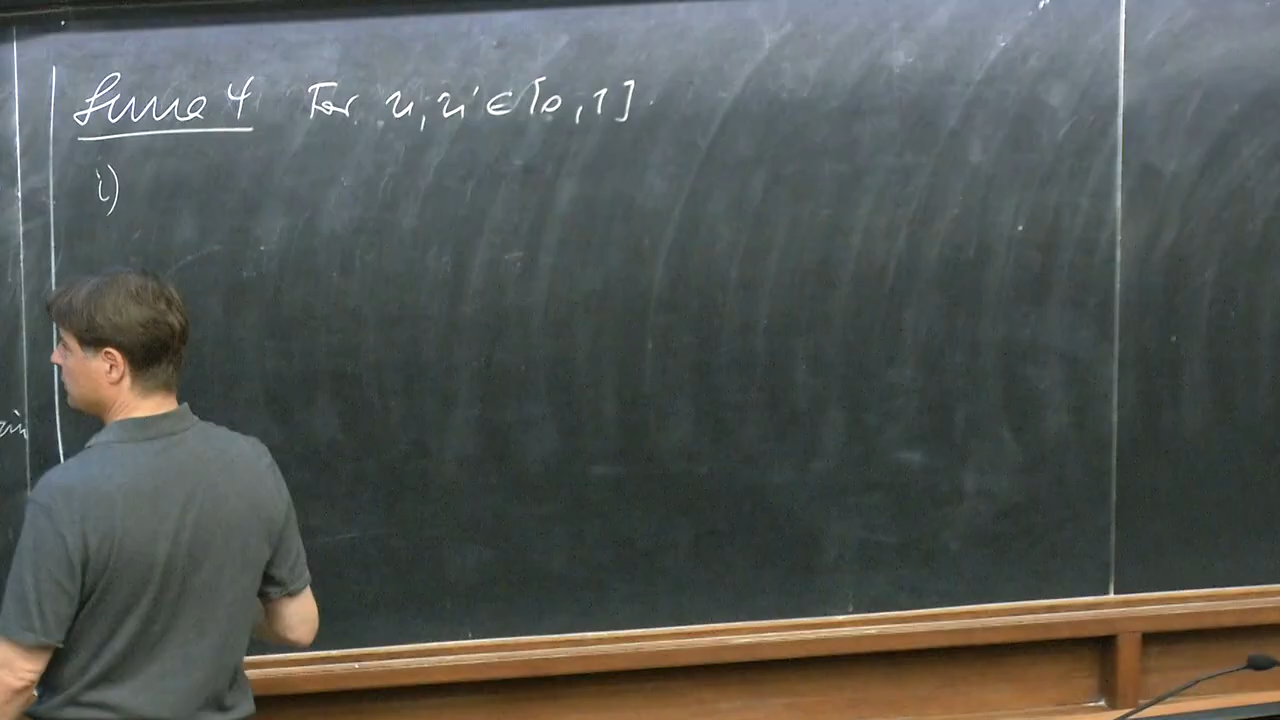 Lemma 4 For u, u' ∈ [0, 1]
i)